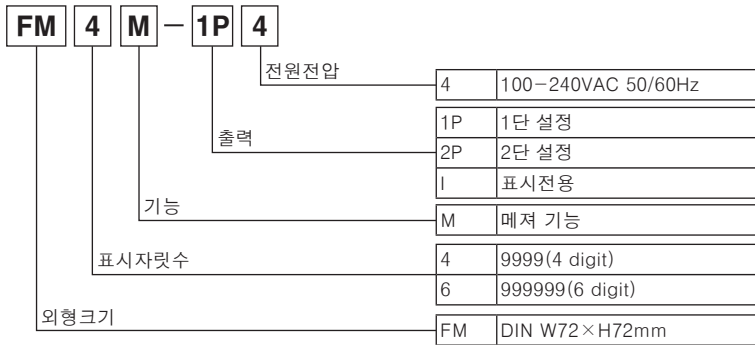 FM 4 M － 1P 4
전원전압
4 100－240VAC 50/60Hz
출력
1P 1단 설정
2P 2단 설정
I 표시전용
기능
M 메져 기능
표시자릿수
4 9999(4 digit)
6 999999(6 digit)
외형크기
FM DIN W72×H72mm